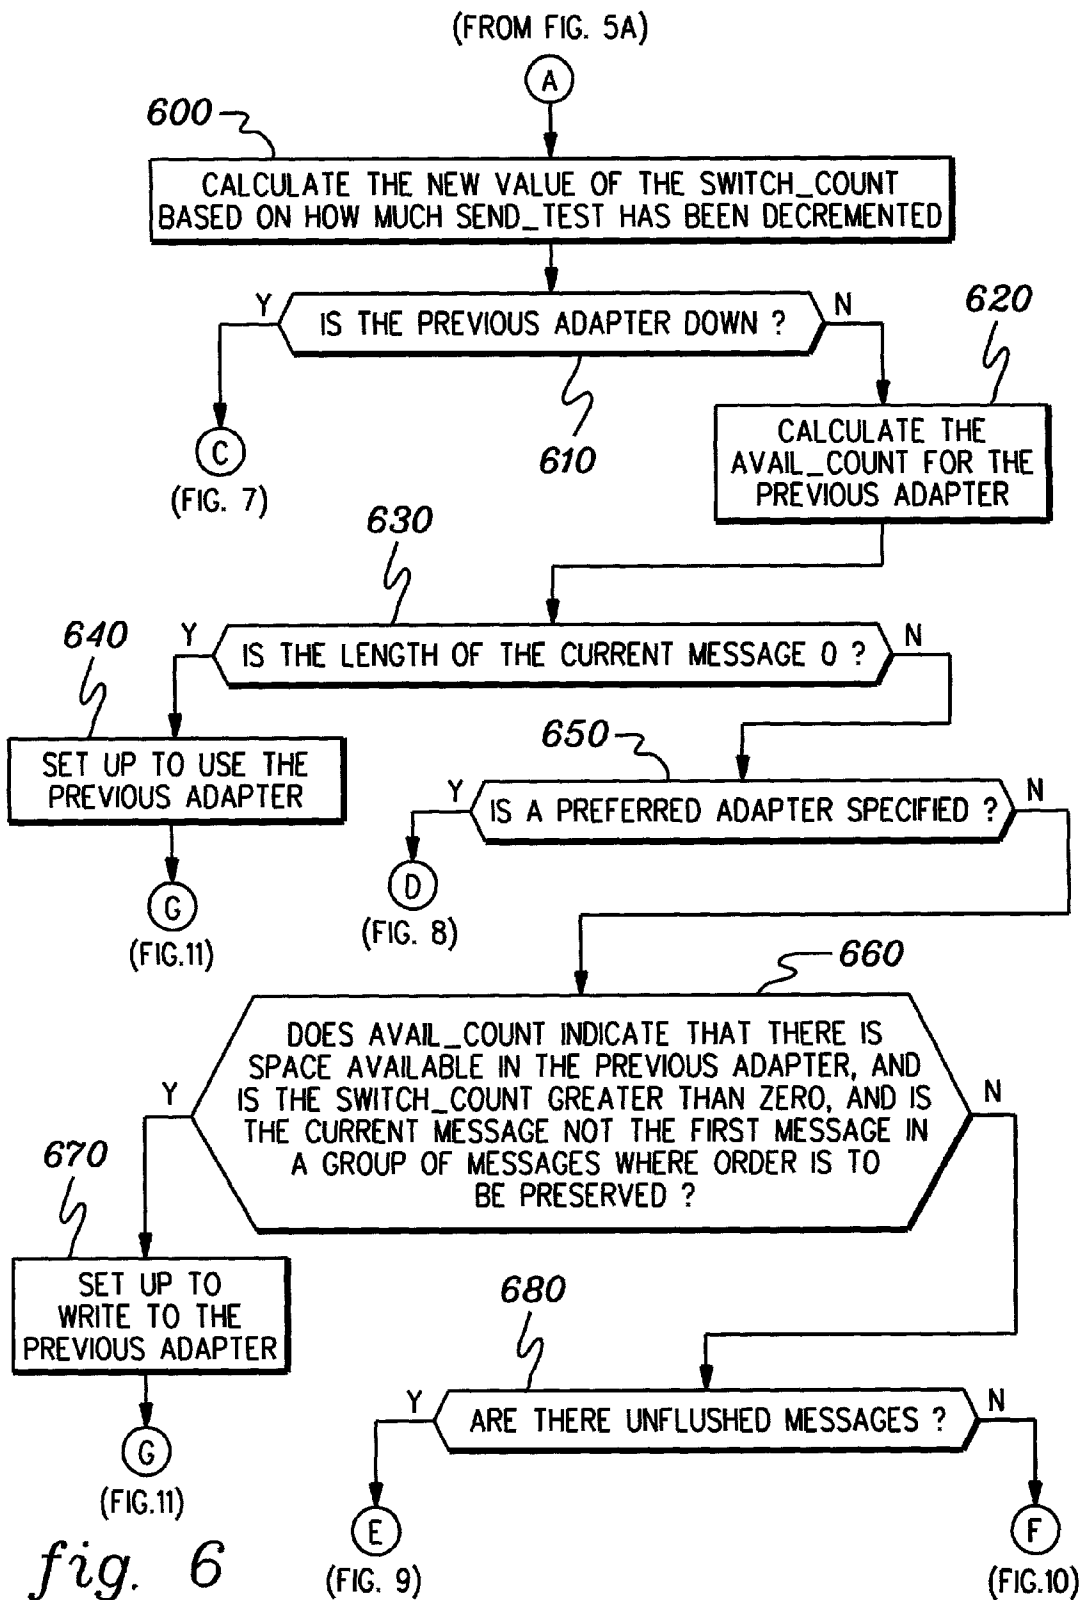 (FROM FIG. 5A)
A
600
CALCULATE THE NEW VALUE OF THE SWITCH_COUNT
BASED ON HOW MUCH SEND_TEST HAS BEEN DECREMENTED
Y
IS THE PREVIOUS ADAPTER DOWN ?
N
620
C
(FIG. 7)
610
CALCULATE THE
AVAIL_COUNT FOR THE
PREVIOUS ADAPTER
630
640
Y
IS THE LENGTH OF THE CURRENT MESSAGE 0 ?
N
SET UP TO USE THE
PREVIOUS ADAPTER
650
Y
IS A PREFERRED ADAPTER SPECIFIED ?
N
G
(FIG.11)
D
(FIG. 8)
660
DOES AVAIL_COUNT INDICATE THAT THERE IS
SPACE AVAILABLE IN THE PREVIOUS ADAPTER, AND
IS THE SWITCH_COUNT GREATER THAN ZERO, AND IS
THE CURRENT MESSAGE NOT THE FIRST MESSAGE IN
A GROUP OF MESSAGES WHERE ORDER IS TO
BE PRESERVED ?
Y
N
670
SET UP TO
WRITE TO THE
PREVIOUS ADAPTER
680
Y
ARE THERE UNFLUSHED MESSAGES ?
N
G
(FIG.11)
E
(FIG. 9)
F
(FIG.10)
fig. 6